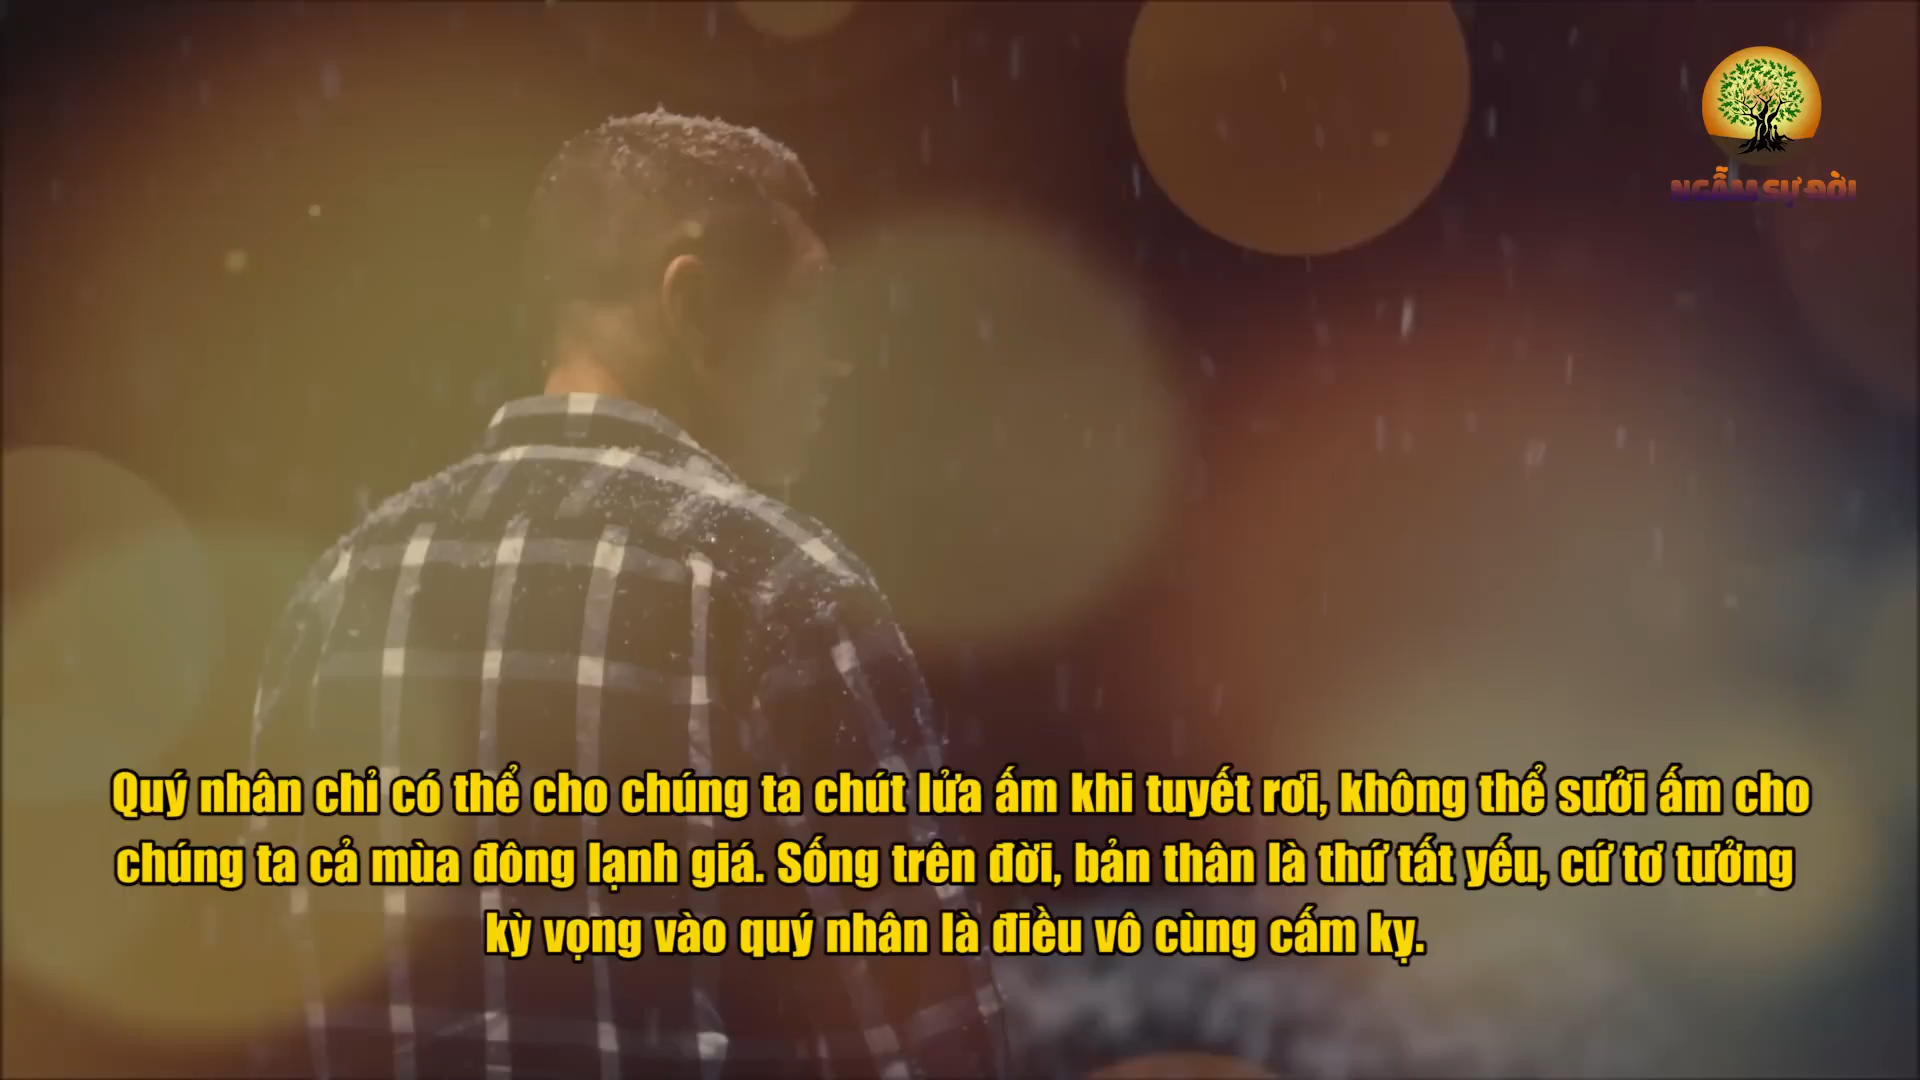 NGẪM SỰ ĐỜI
Quý nhân chỉ có thể cho chúng ta chút lửa ấm khi tuyết rơi, không thể sưởi ấm cho
chúng ta cả mùa đông lạnh giá. Sống trên đời, bản thân là thứ tất yếu, cứ tơ tưởng
kỳ vọng vào quý nhân là điều vô cùng cấm kỵ.